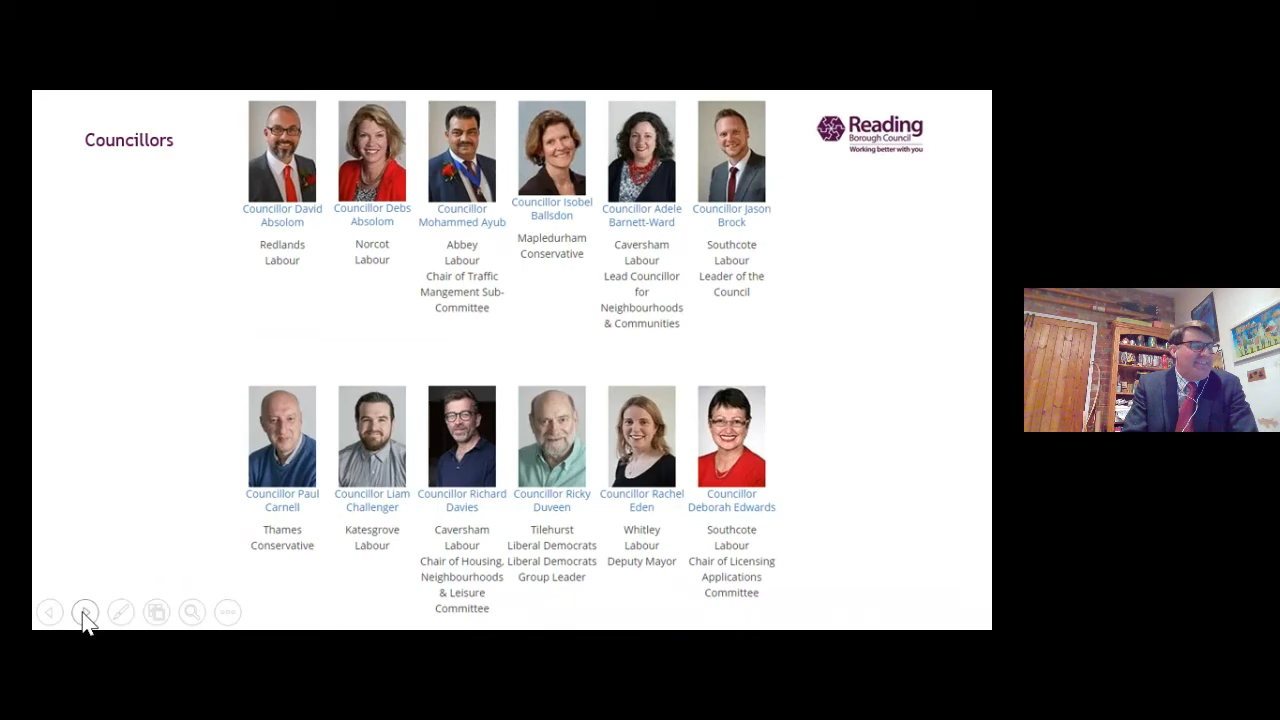 Councillors
Reading
Borough Council
Working better with you
Councillor David
Absolom
Redlands
Labour
Councillor Debs
Absolom
Norcot
Labour
Councillor
Mohammed Ayub
Abbey
Labour
Chair of Traffic
Mangement Sub-
Committee
Councillor Isobel
Ballsdon
Mapledurham
Conservative
Councillor Adele
Barnett-Ward
Caversham
Labour
Lead Councillor
for
Neighbourhoods
& Communities
Councillor Jason
Brock
Southcote
Labour
Leader of the
Council
Councillor Paul
Carnell
Thames
Conservative
Councillor Liam
Challenger
Katesgrove
Labour
Councillor Richard
Davies
Caversham
Labour
Chair of Housing,
Neighbourhoods
& Leisure
Committee
Councillor Ricky
Duveen
Tilehurst
Liberal Democrats
Liberal Democrats
Group Leader
Councillor Rachel
Eden
Whitley
Labour
Deputy Mayor
Councillor
Deborah Edwards
Southcote
Labour
Chair of Licensing
Applications
Committee